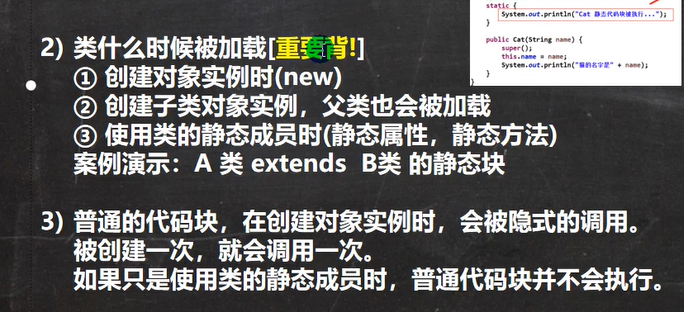 static {
System.out.println("Cat 静态代码块被执行...");
}
public Cat(String name) {
super();
this.name = name;
System.out.println("猫的名字是" + name);
}
}
2) 类什么时候被加载[重要背!]
① 创建对象实例时(new)
② 创建子类对象实例，父类也会被加载
③ 使用类的静态成员时(静态属性，静态方法)
案例演示：A 类 extends B类 的静态块
3) 普通的代码块，在创建对象实例时，会被隐式的调用。
被创建一次，就会调用一次。
如果只是使用类的静态成员时，普通代码块并不会执行。